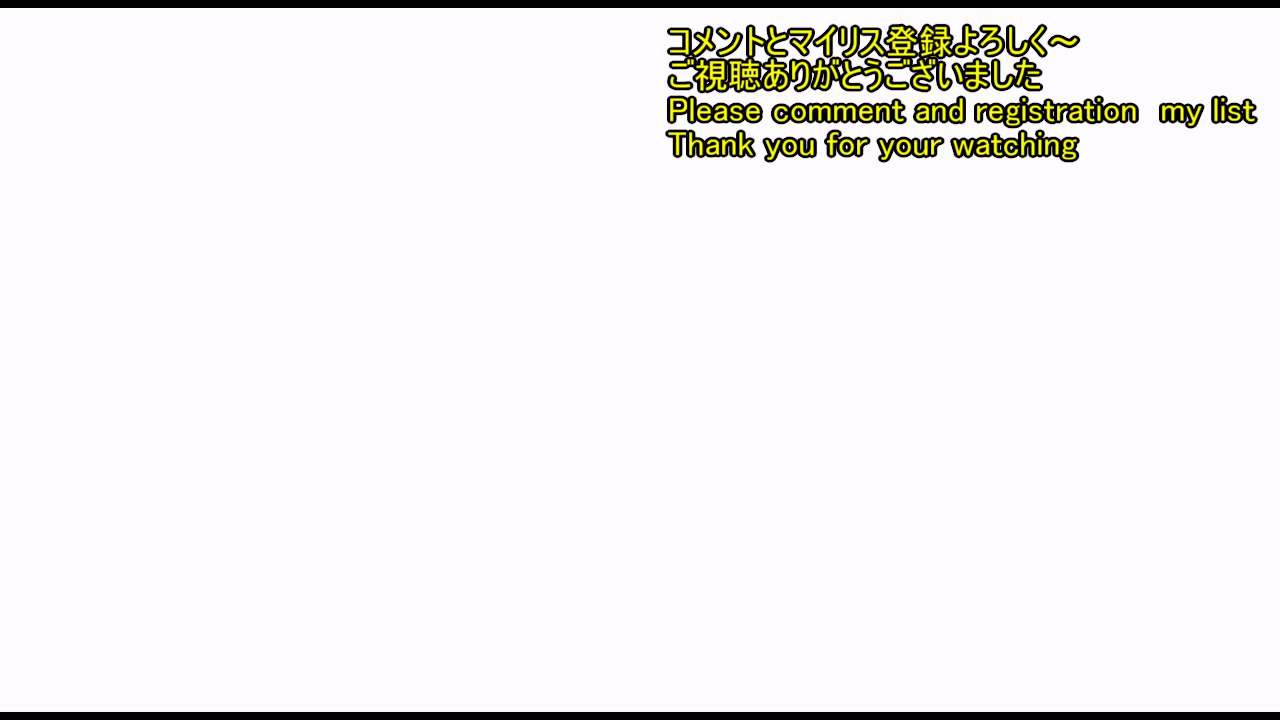 コメントとマイリス登録よろしく～
ご視聴ありがとうございました
Please comment and registration　my list
Thank you for your watching